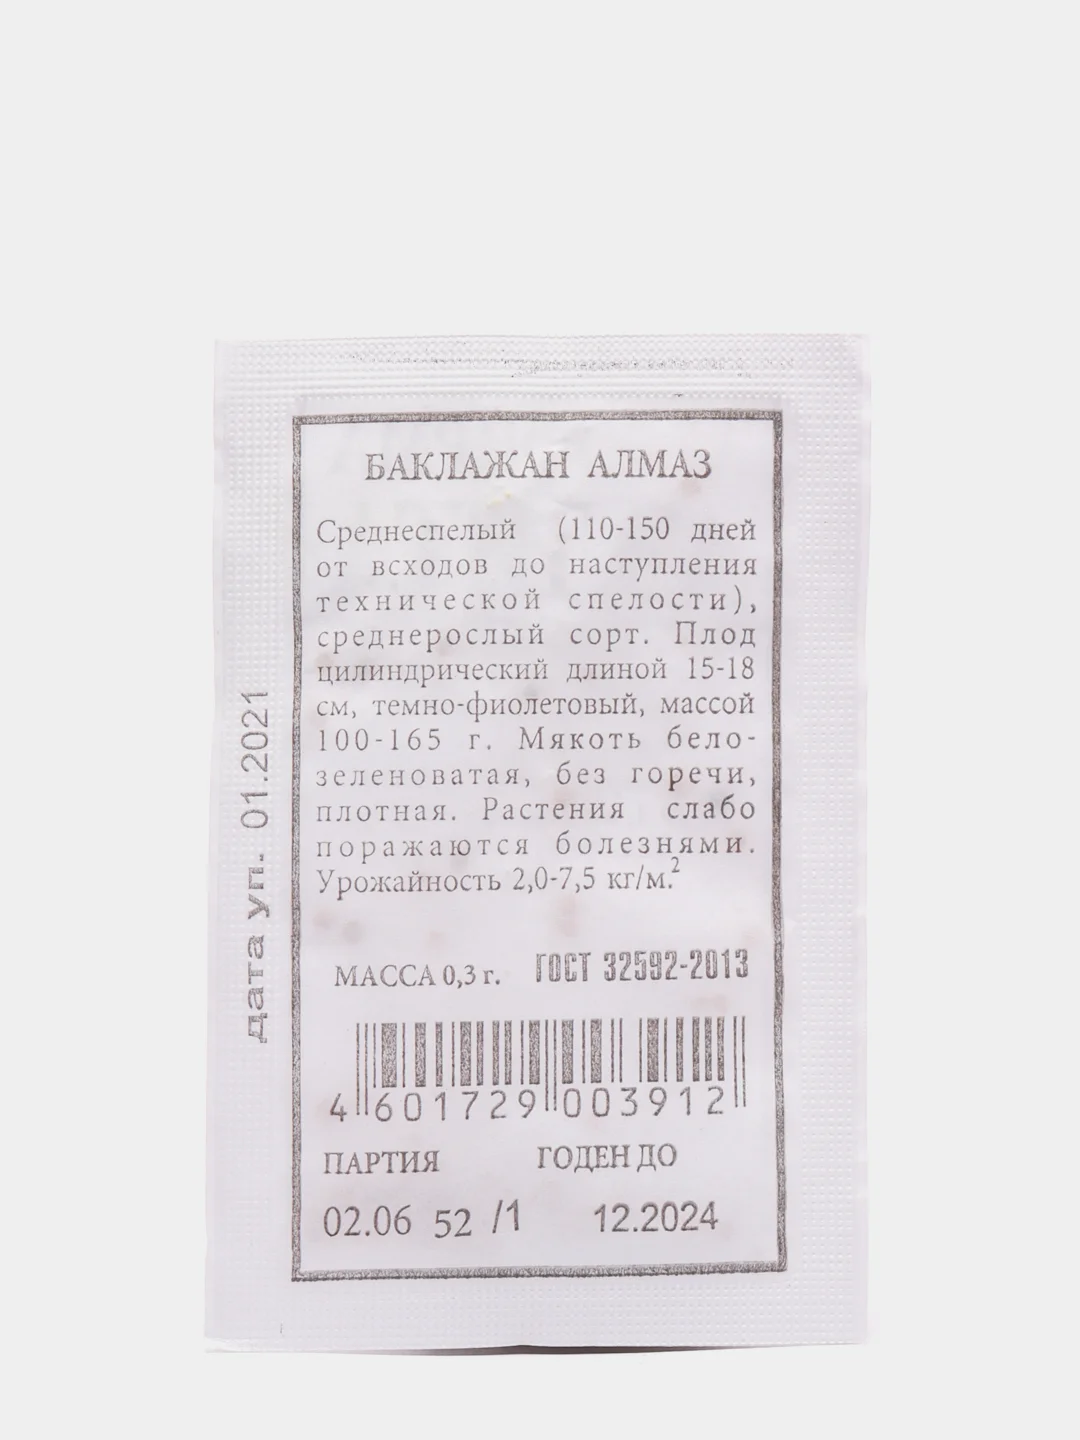 БАКЛАЖАН АЛМАЗ
Среднеспелый (110-150 дней
от всходов до наступления
технической спелости),
среднерослый сорт. Плод
цилиндрический длиной 15-18
см, темно-фиолетовый, массой
100-165 г. Мякоть бело-
зеленоватая, без горечи,
плотная. Растения слабо
поражаются болезнями.
Урожайность 2,0-7,5 кг/м.²
МАССА 0,3 г. ГОСТ 32592-2013
4 601729 003912
ПАРТИЯ ГОДЕН ДО
02.06 52 /1 12.2024
дата уп. 01.2021